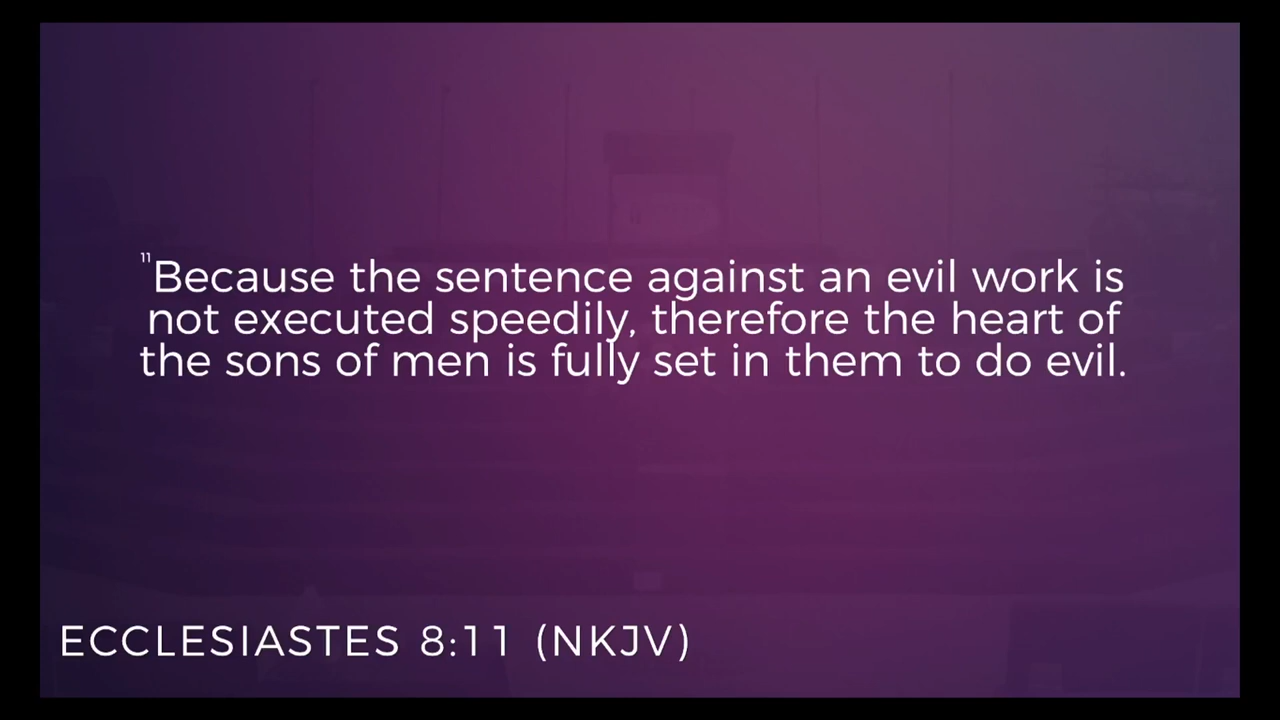 11Because the sentence against an evil work is
not executed speedily, therefore the heart of
the sons of men is fully set in them to do evil.
ECCLESIASTES 8:11 (NKJV)